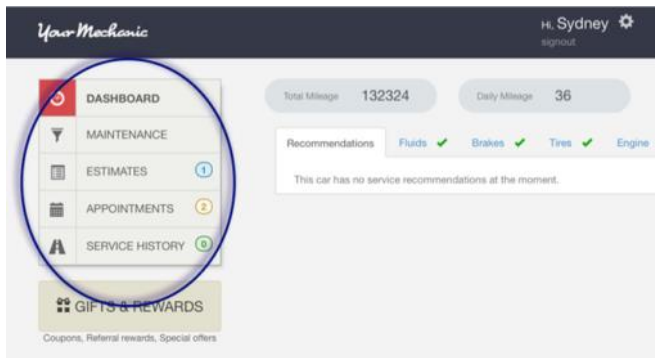 Your Mechanic
Hi, Sydney
signout
DASHBOARD
MAINTENANCE
ESTIMATES 1
APPOINTMENTS 2
SERVICE HISTORY 0
GIFTS & REWARDS
Coupons, Referral rewards, Special offers
Total Mileage 132324
Daily Mileage 36
Recommendations Fluids Brakes Tires Engine
This car has no service recommendations at the moment.